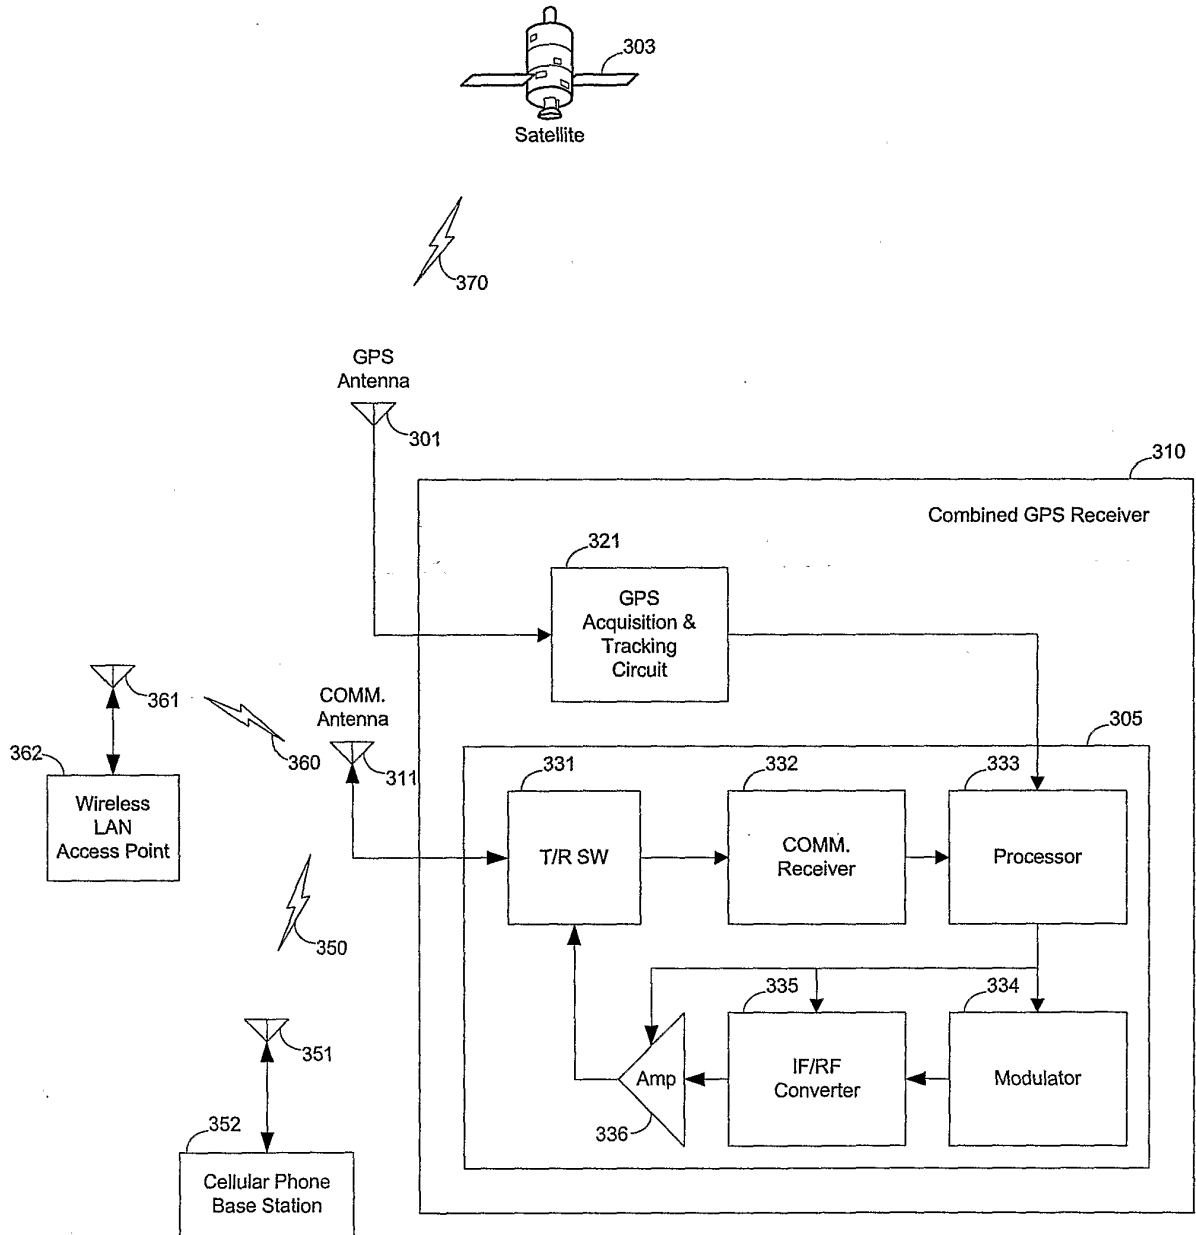 303
Satellite
370
GPS
Antenna
301
310
Combined GPS Receiver
321
GPS
Acquisition &
Tracking
Circuit
361
COMM.
Antenna
305
362
360
311
331
332
333
Wireless
LAN
Access Point
T/R SW
COMM.
Receiver
Processor
350
335
334
351
Amp
IF/RF
Converter
Modulator
336
352
Cellular Phone
Base Station